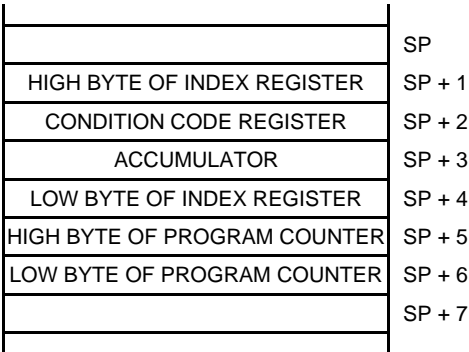 SP
HIGH BYTE OF INDEX REGISTER SP + 1
CONDITION CODE REGISTER SP + 2
ACCUMULATOR SP + 3
LOW BYTE OF INDEX REGISTER SP + 4
HIGH BYTE OF PROGRAM COUNTER SP + 5
LOW BYTE OF PROGRAM COUNTER SP + 6
SP + 7